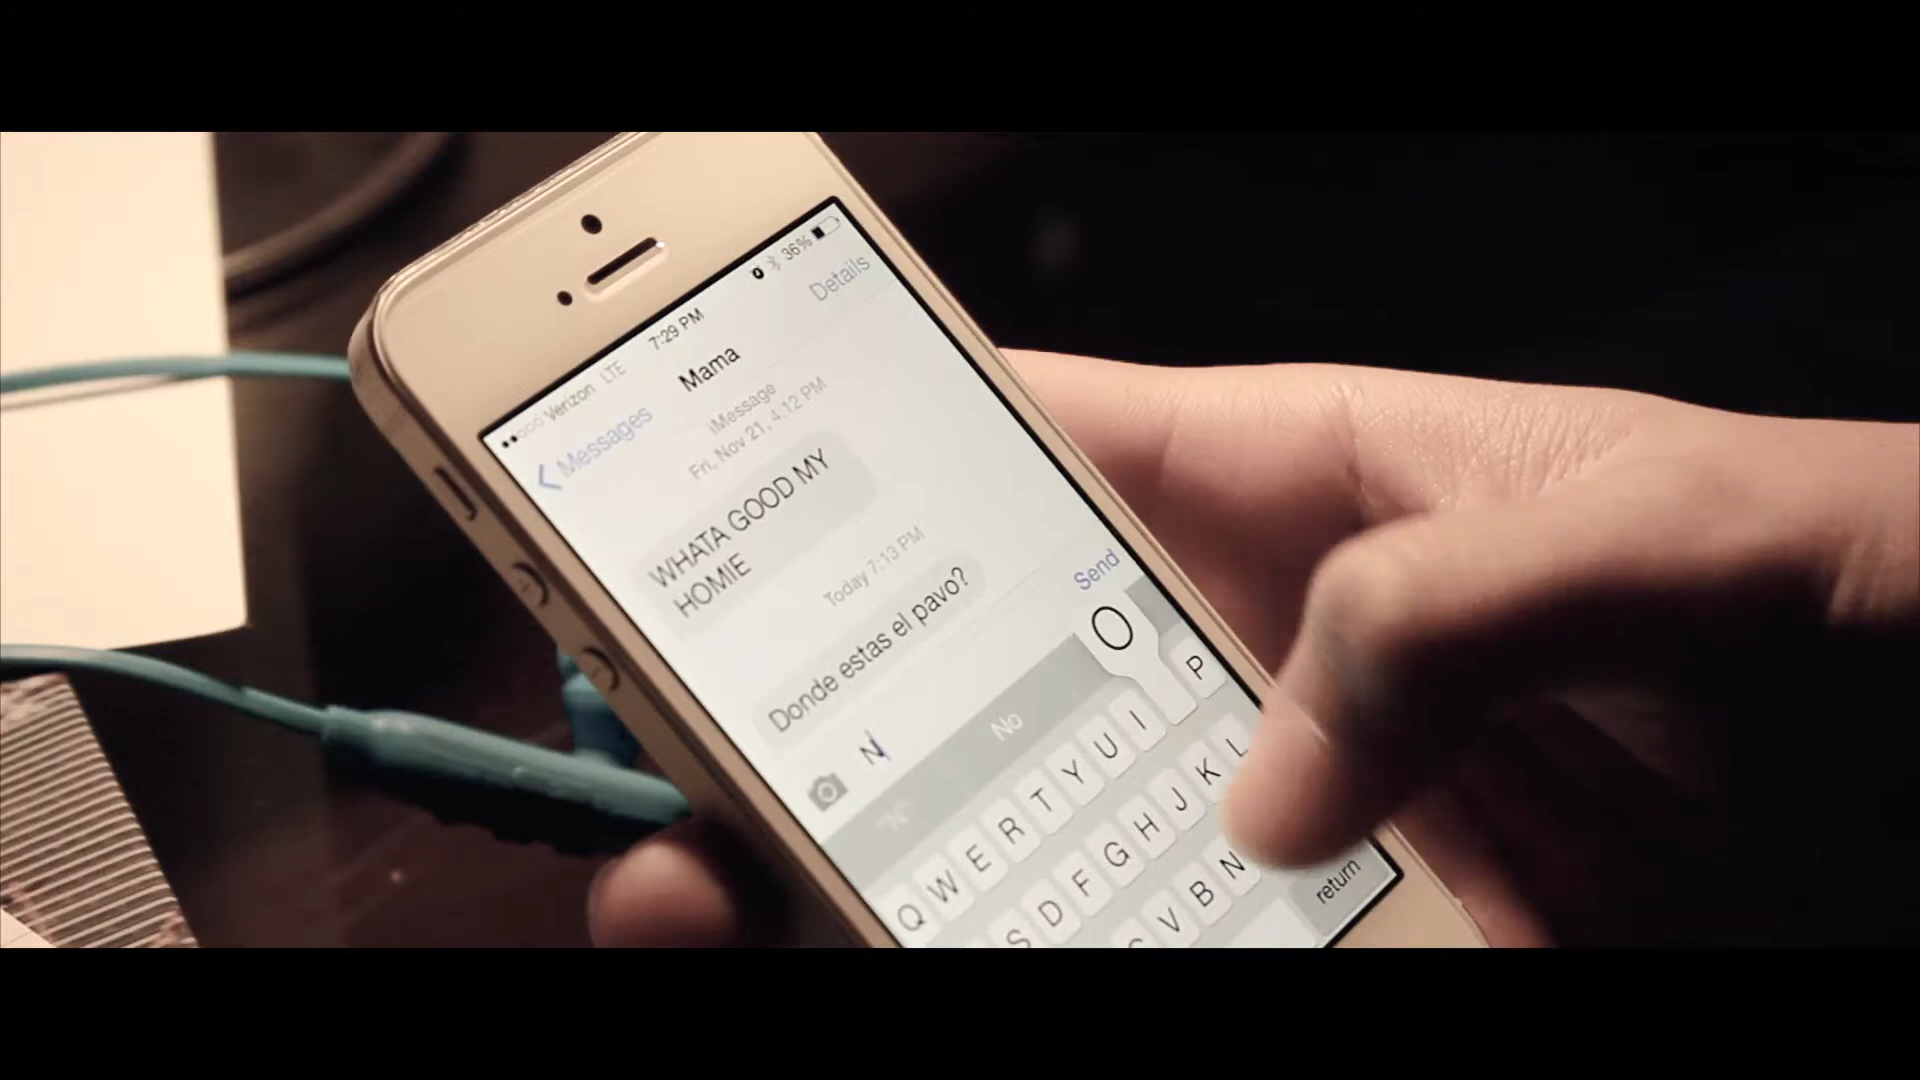 Verizon LTE 7:29 PM 36%
Messages Mama Details
iMessage
Fri, Nov 21, 4:12 PM
WHATA GOOD MY
HOMIE
Today 7:13 PM
Donde estas el pavo?
N Send
"N" No O
Q W E R T Y U I P
S D F G H J K L
C V B N
return